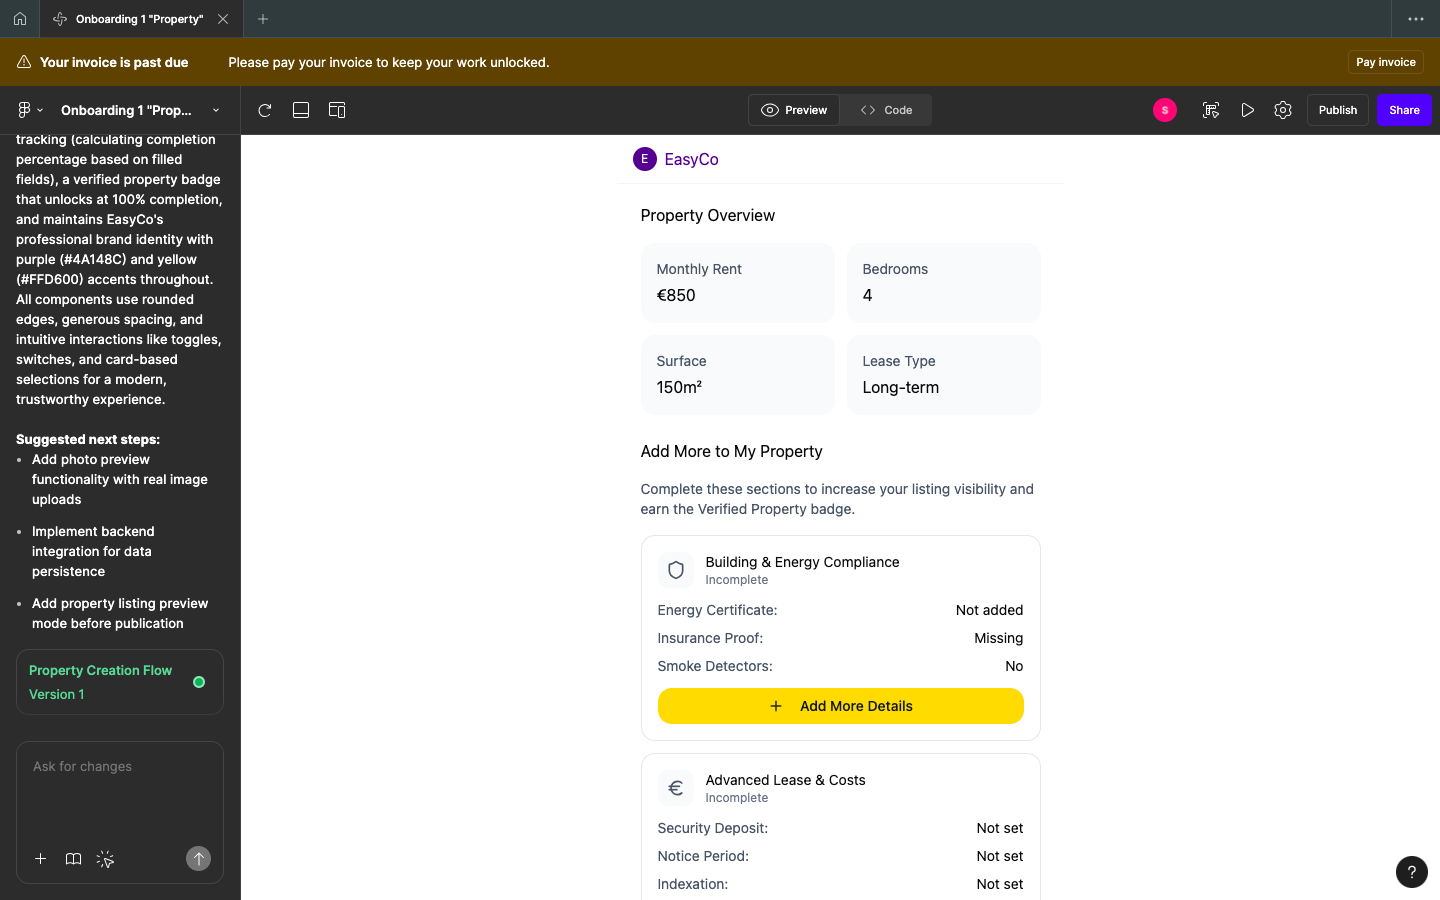 Onboarding 1 "Property"
Your invoice is past due
Please pay your invoice to keep your work unlocked.
Pay invoice
Onboarding 1 "Prop...
Preview
Code
S
Publish
Share
tracking (calculating completion
percentage based on filled
fields), a verified property badge
that unlocks at 100% completion,
and maintains EasyCo's
professional brand identity with
purple (#4A148C) and yellow
(#FFD600) accents throughout.
All components use rounded
edges, generous spacing, and
intuitive interactions like toggles,
switches, and card-based
selections for a modern,
trustworthy experience.
Suggested next steps:
• Add photo preview
functionality with real image
uploads
• Implement backend
integration for data
persistence
• Add property listing preview
mode before publication
Property Creation Flow
Version 1
Ask for changes
E EasyCo
Property Overview
Monthly Rent
€850
Bedrooms
4
Surface
150m²
Lease Type
Long-term
Add More to My Property
Complete these sections to increase your listing visibility and
earn the Verified Property badge.
Building & Energy Compliance
Incomplete
Energy Certificate: Not added
Insurance Proof: Missing
Smoke Detectors: No
+ Add More Details
€
Advanced Lease & Costs
Incomplete
Security Deposit: Not set
Notice Period: Not set
Indexation: Not set
?